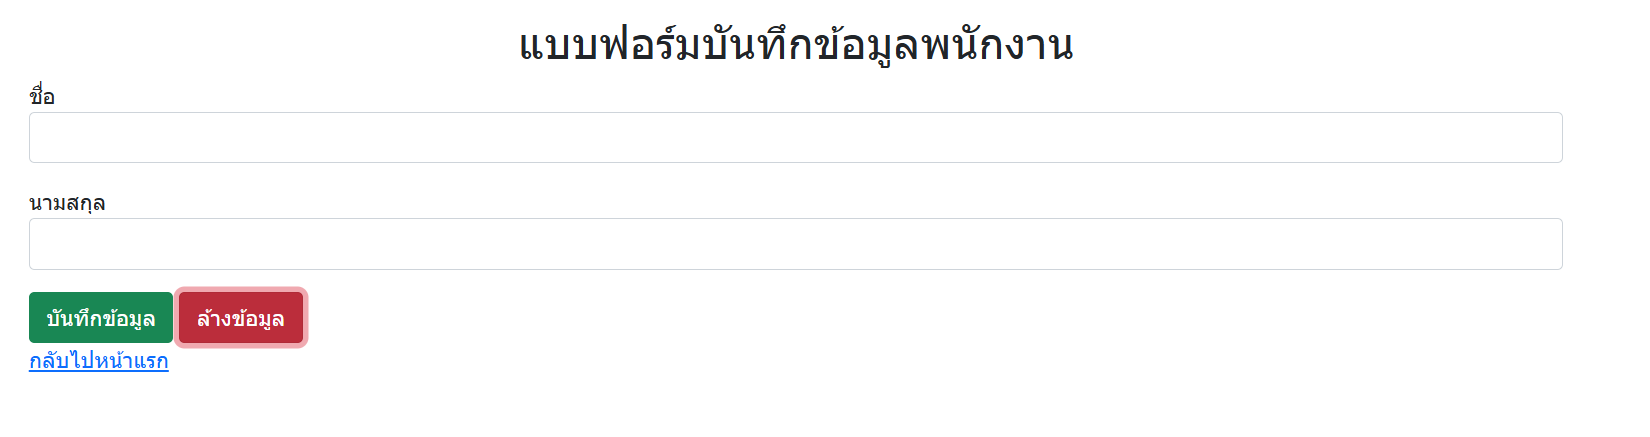 แบบฟอร์มบันทึกข้อมูลพนักงาน
ชื่อ
นามสกุล
บันทึกข้อมูล ล้างข้อมูล
กลับไปหน้าแรก